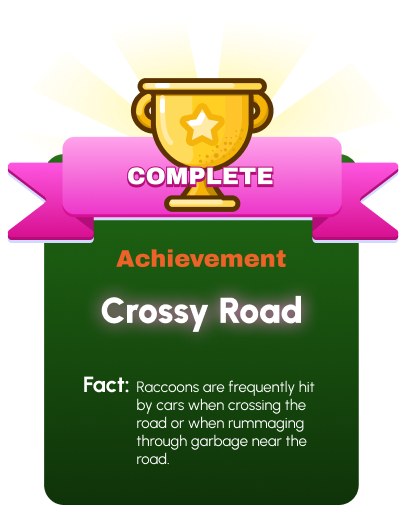 COMPLETE
Achievement
Crossy Road
Fact: Raccoons are frequently hit
by cars when crossing the
road or when rummaging
through garbage near the
road.